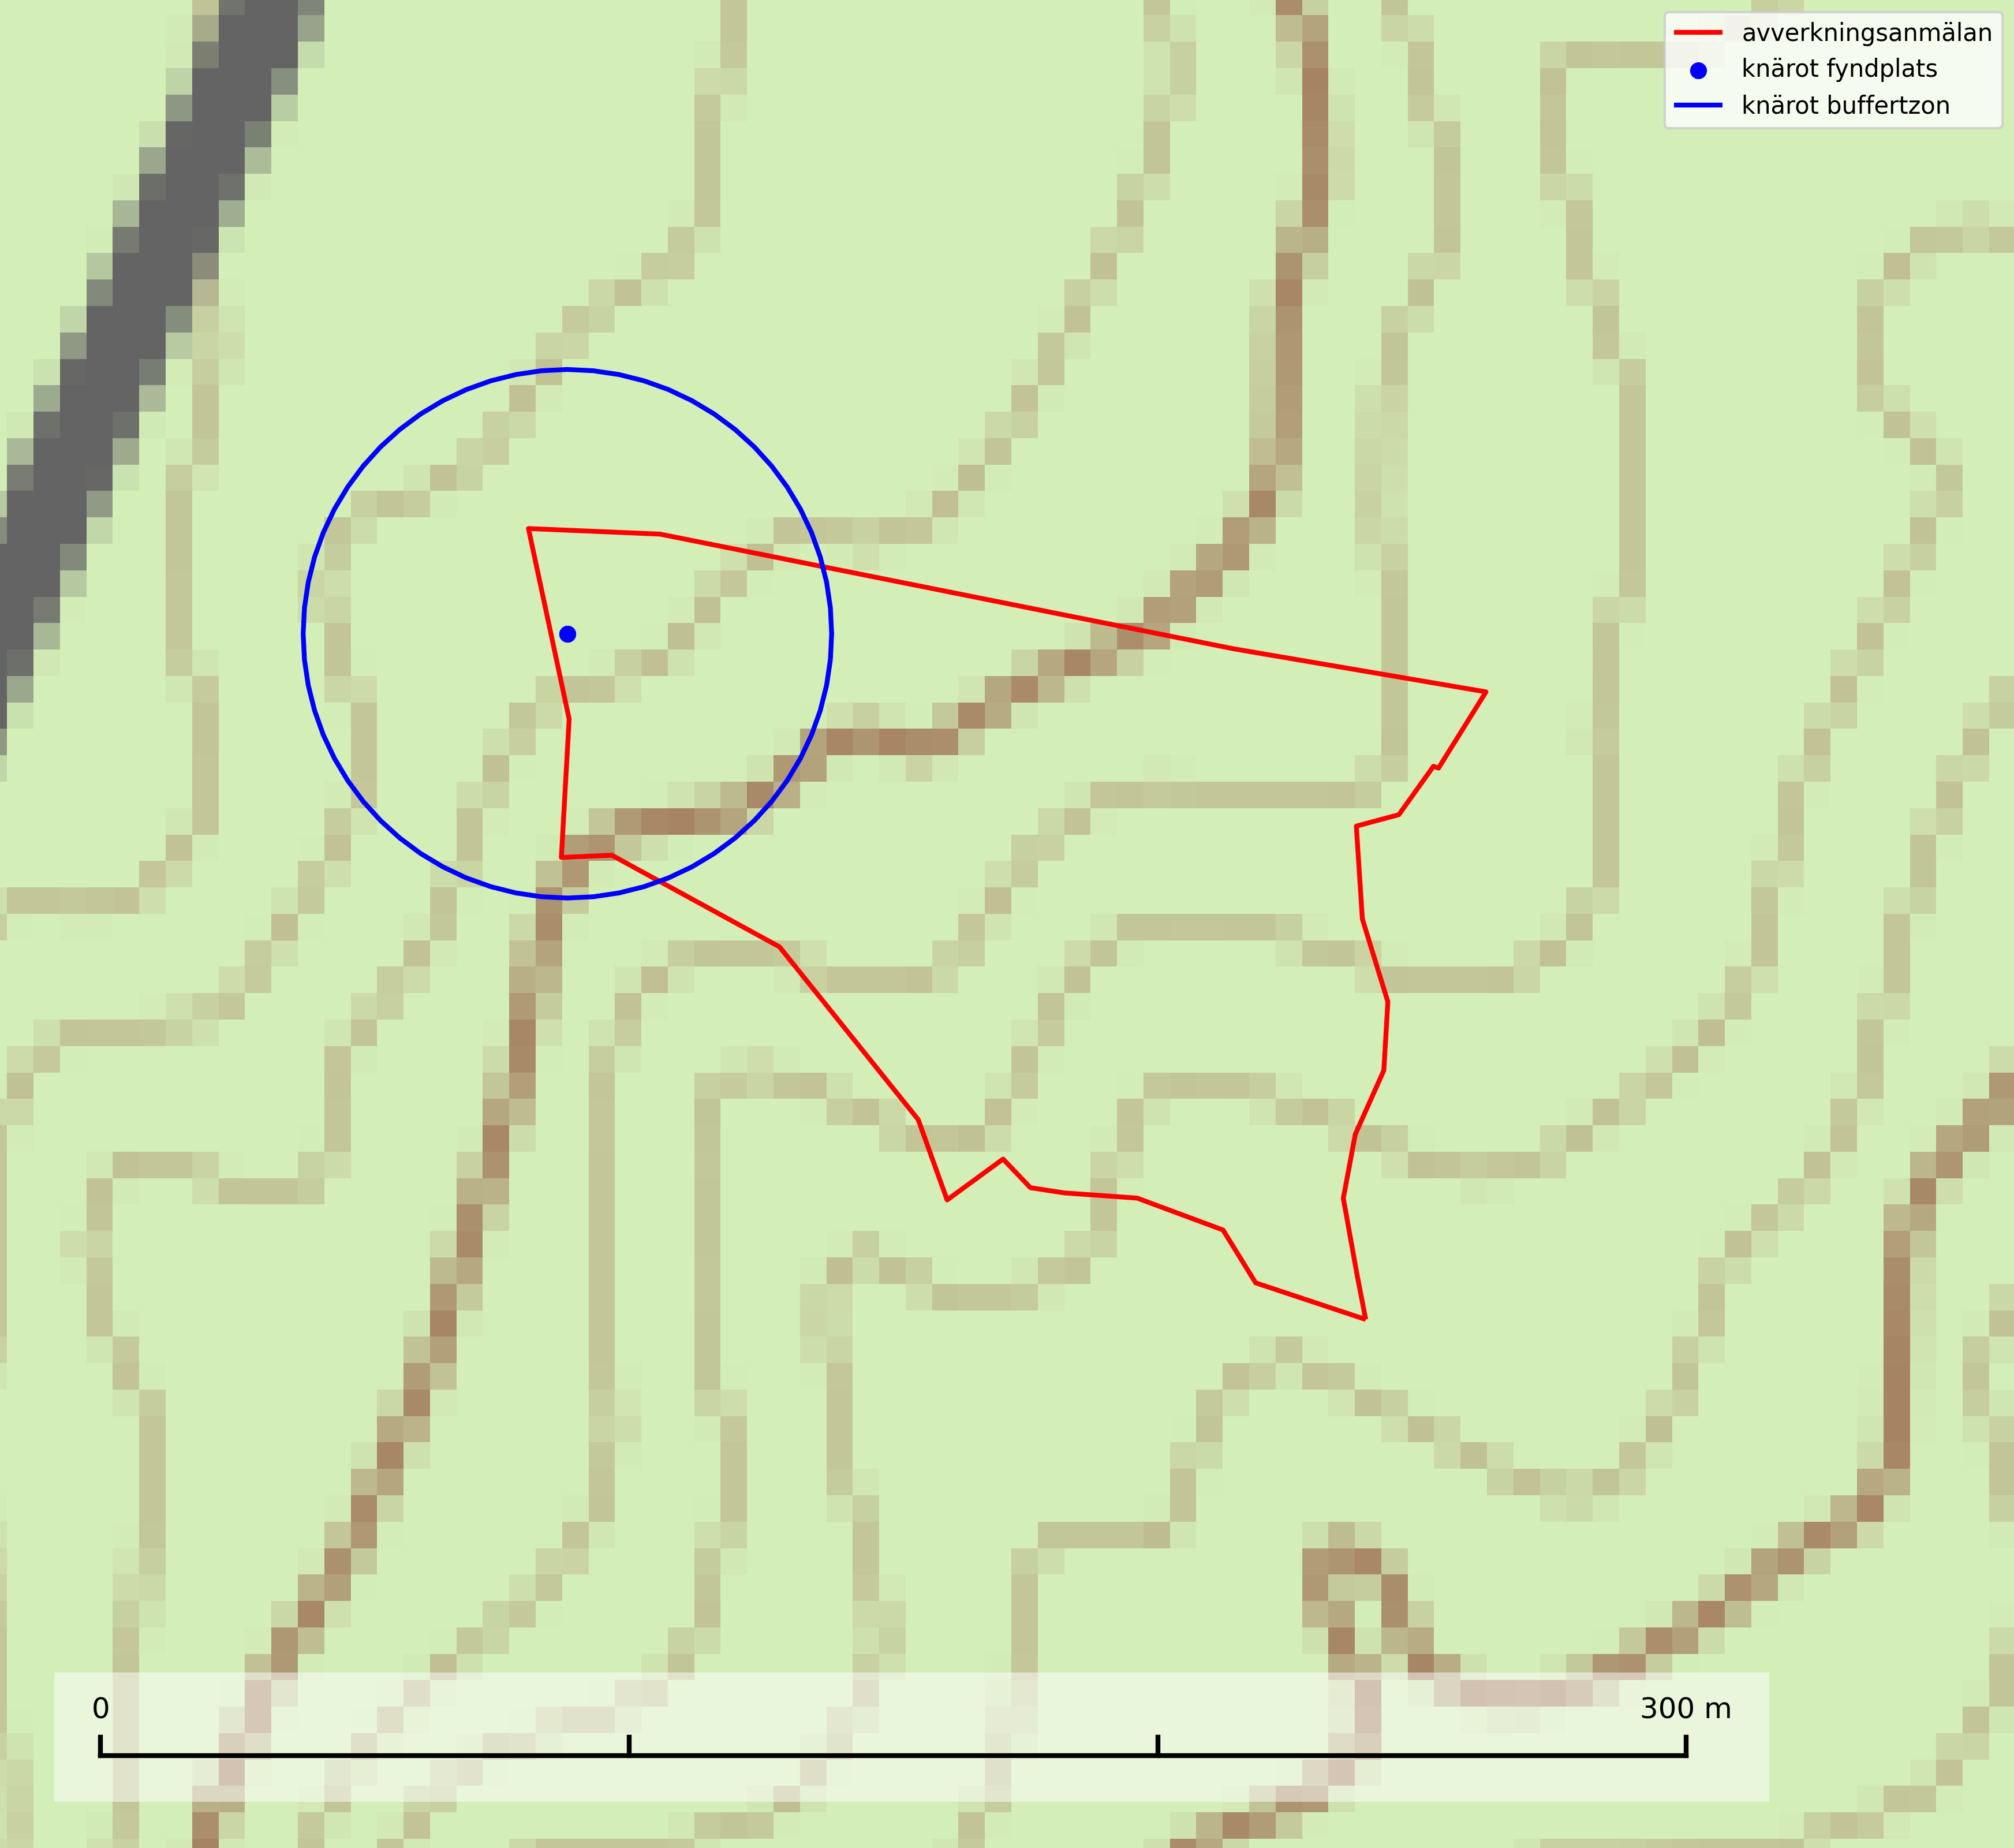 avverkningsanmälan
knärot fyndplats
knärot buffertzon
0 300 m